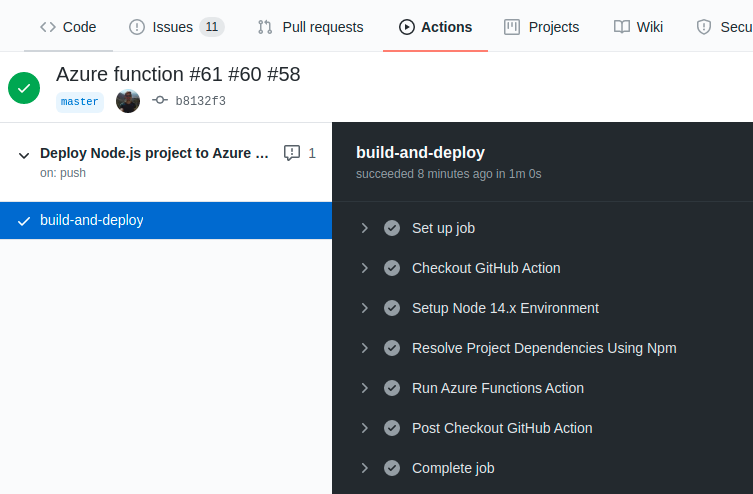 Code Issues 11 Pull requests Actions Projects Wiki Secu
Azure function #61 #60 #58
master b8132f3
Deploy Node.js project to Azure ... 1
on: push
build-and-deploy
build-and-deploy
succeeded 8 minutes ago in 1m 0s
Set up job
Checkout GitHub Action
Setup Node 14.x Environment
Resolve Project Dependencies Using Npm
Run Azure Functions Action
Post Checkout GitHub Action
Complete job